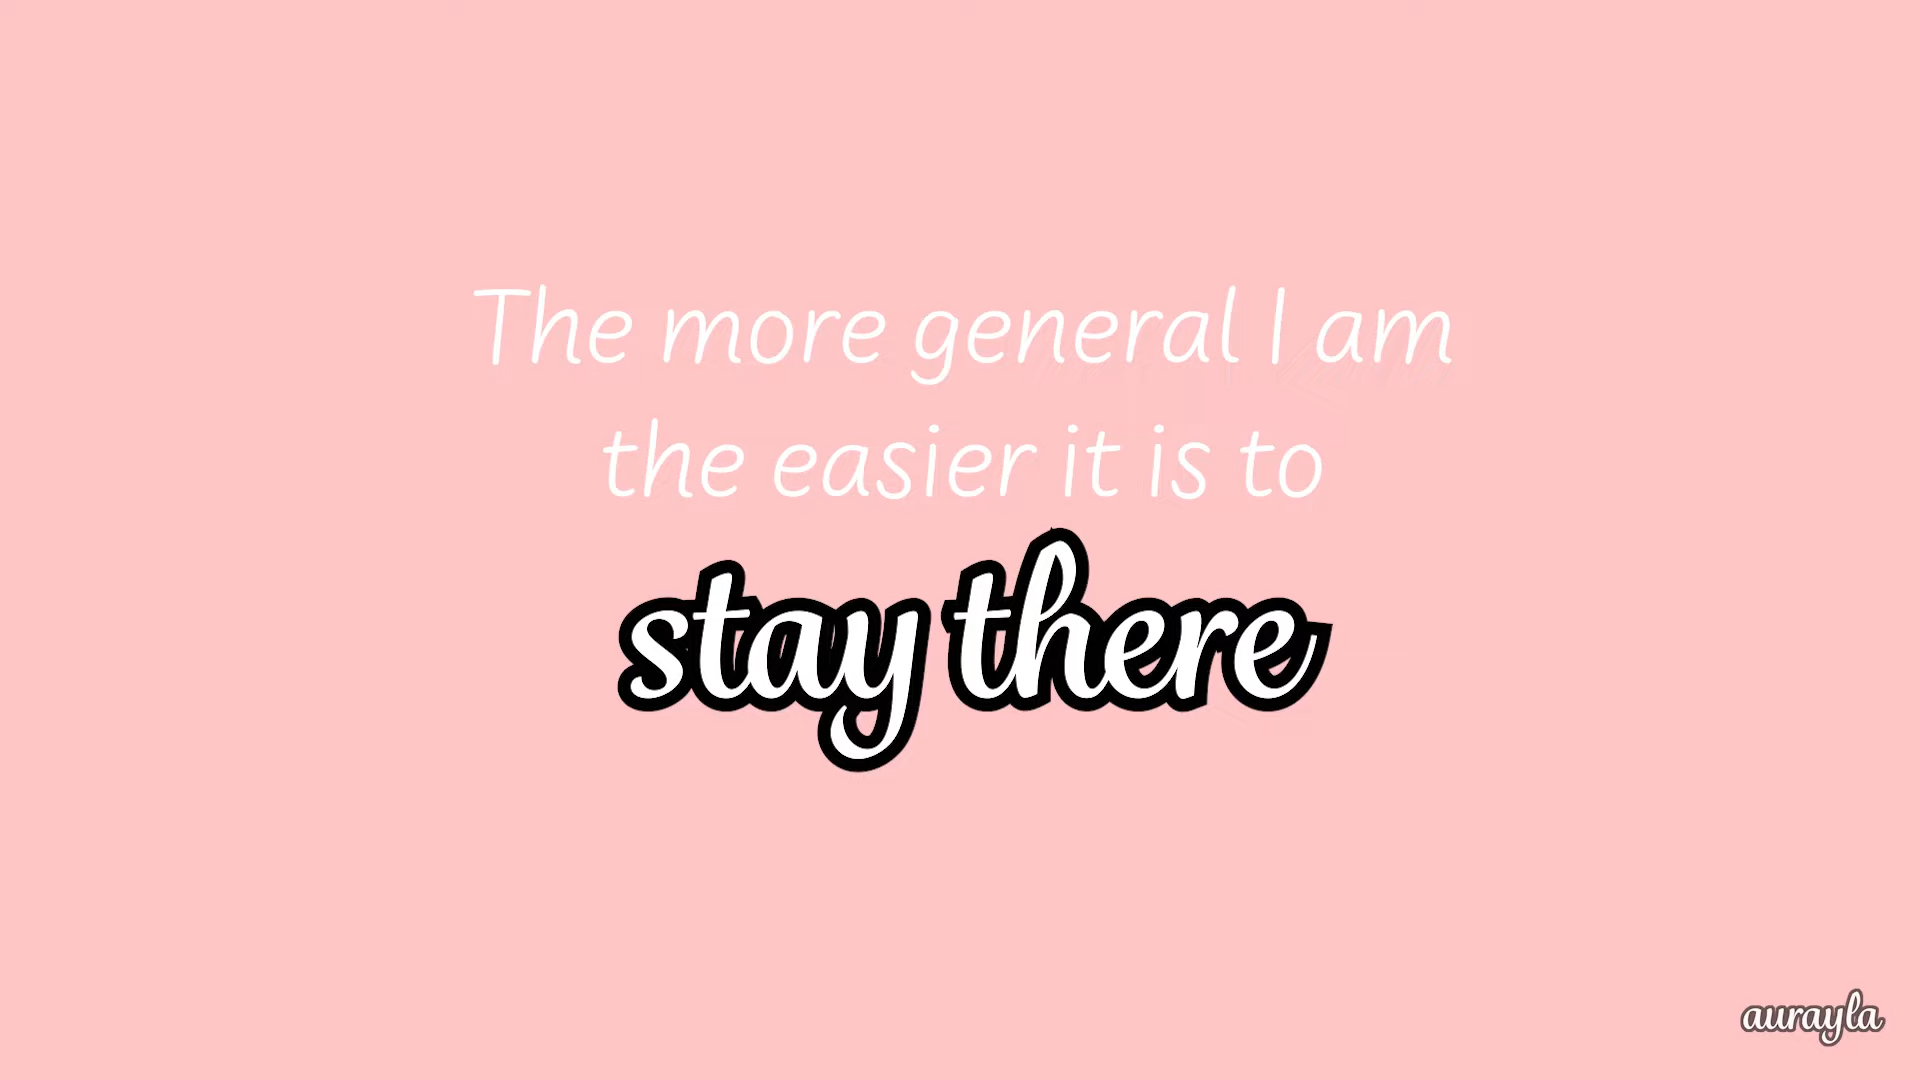 The more general I am
the easier it is to
stay there
aurayla